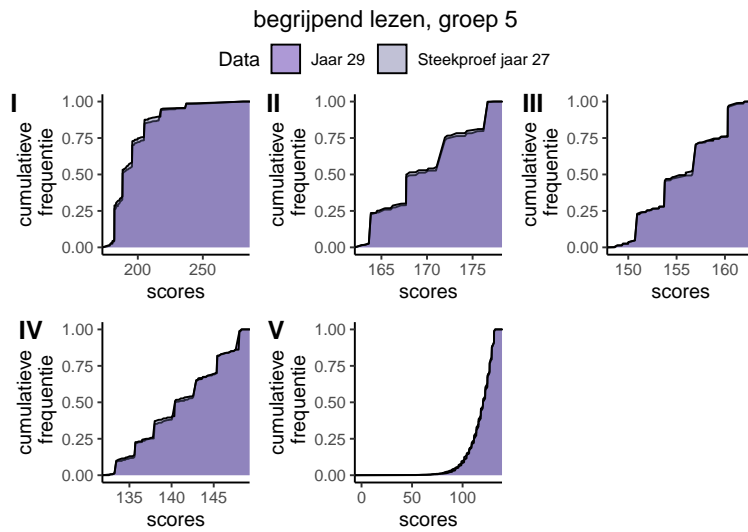 begrijpend lezen, groep 5
Data Jaar 29 Steekproef jaar 27
I
cumulatieve
frequentie
1.00
0.75
0.50
0.25
0.00
200 250
scores
II
cumulatieve
frequentie
1.00
0.75
0.50
0.25
0.00
165 170 175
scores
III
cumulatieve
frequentie
1.00
0.75
0.50
0.25
0.00
150 155 160
scores
IV
cumulatieve
frequentie
1.00
0.75
0.50
0.25
0.00
135 140 145
scores
V
cumulatieve
frequentie
1.00
0.75
0.50
0.25
0.00
0 50 100
scores